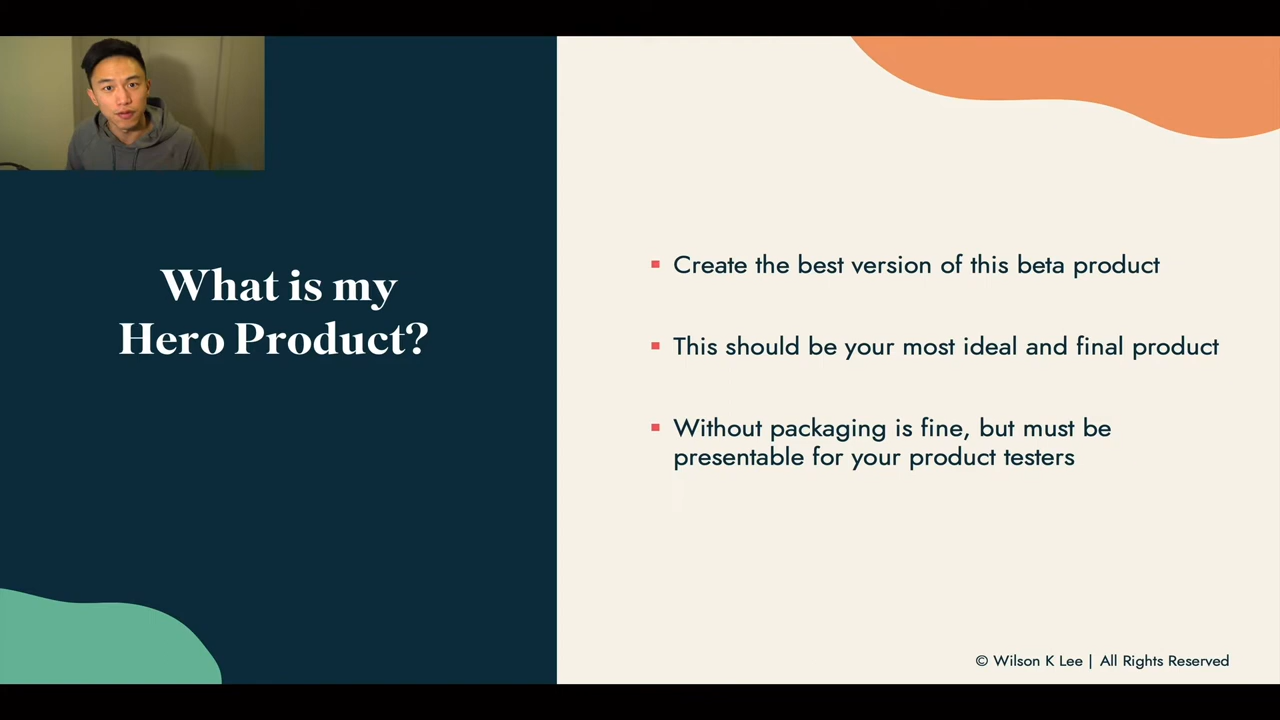 What is my
Hero Product?
Create the best version of this beta product
This should be your most ideal and final product
Without packaging is fine, but must be
presentable for your product testers
© Wilson K Lee | All Rights Reserved